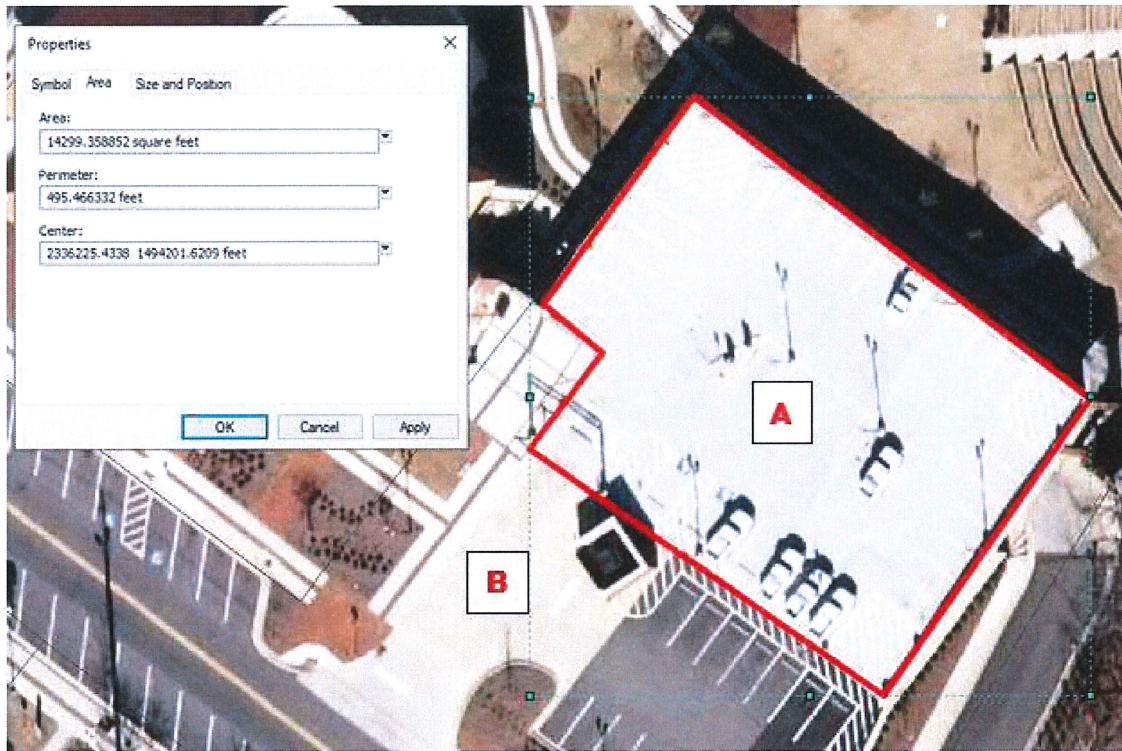 Properties
Symbol Area Size and Position
Area:
14299.358852 square feet
Perimeter:
495.466332 feet
Center:
2336225.4338 1494201.6209 feet
OK Cancel Apply
A
B